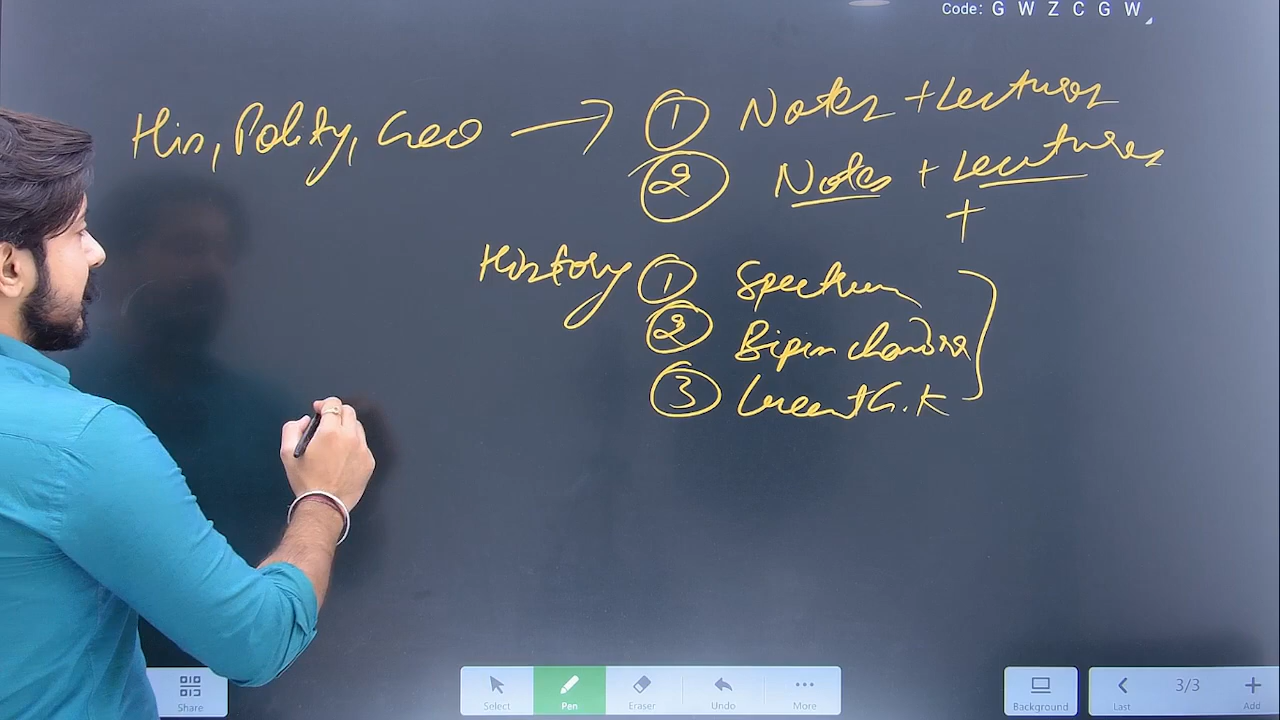 Code: G W Z C G W
His, Polity, Geo → ① Notes + Lectures
② Notes + Lectures
+
History ① Spectrum
② Bipin chandra
③ Lucent G.K
Share
Select Pen Eraser Undo More
Background
Last 3/3 Add